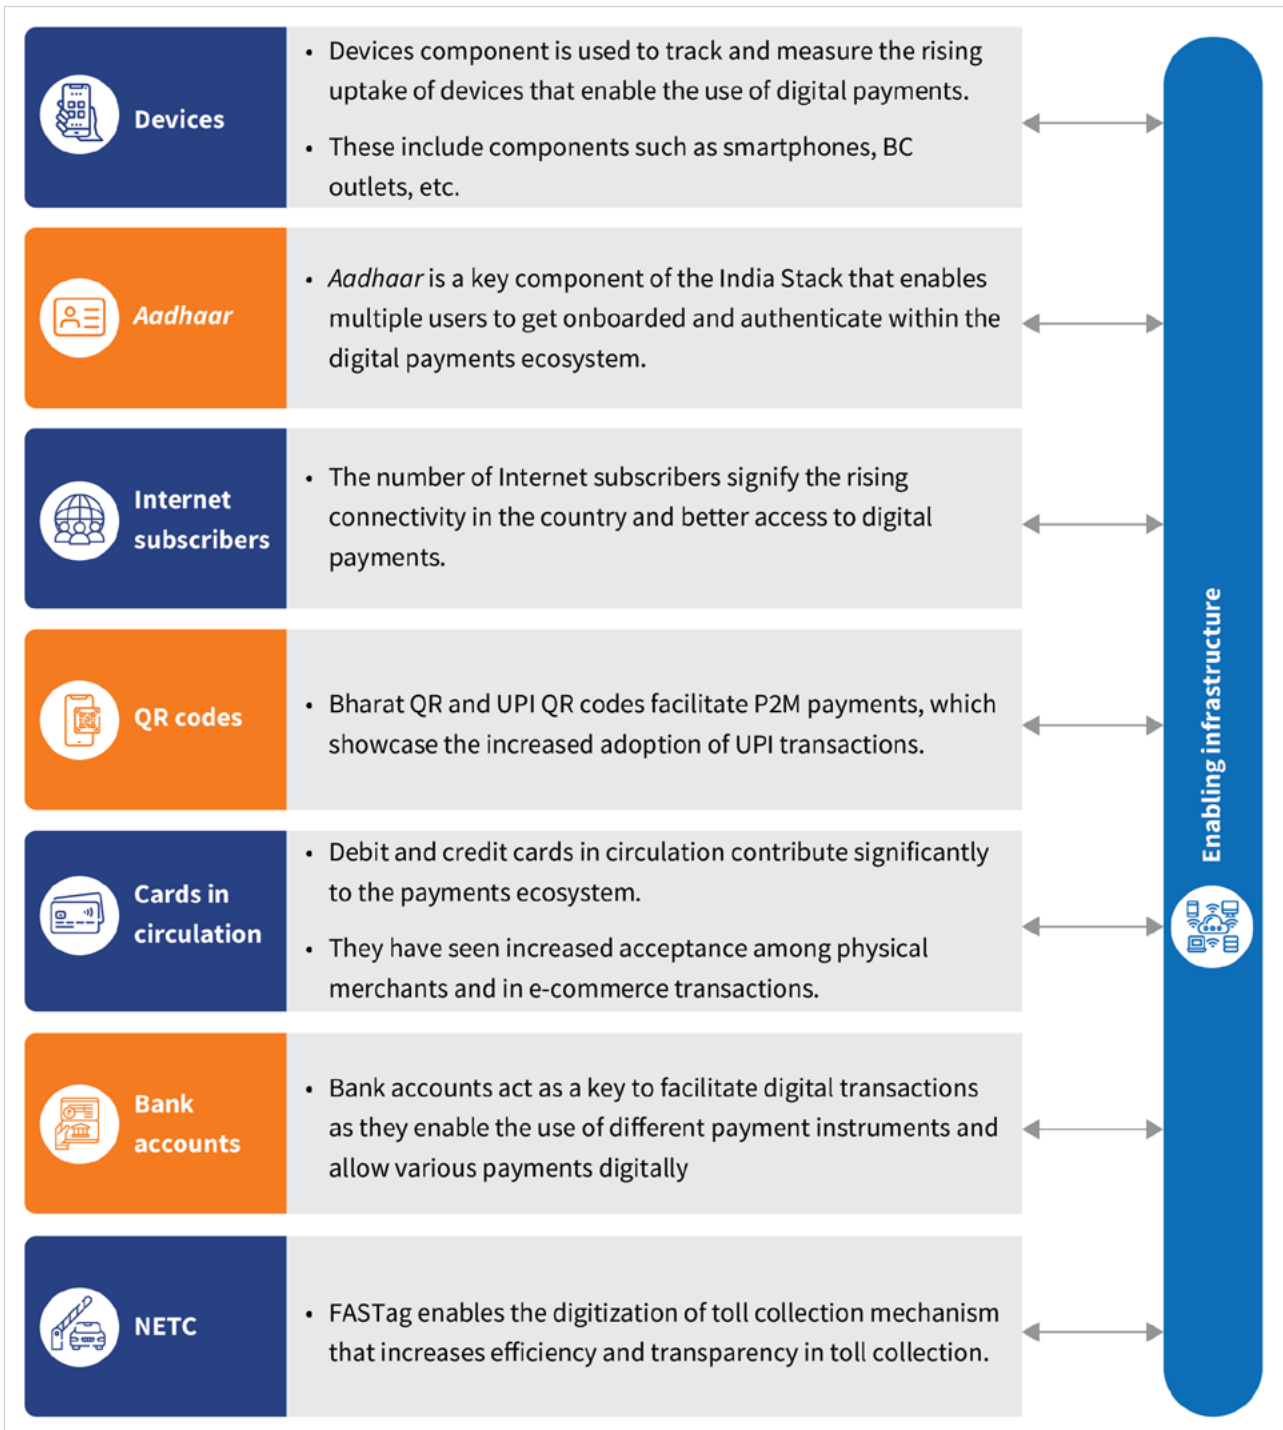 Devices
• Devices component is used to track and measure the rising
uptake of devices that enable the use of digital payments.
• These include components such as smartphones, BC
outlets, etc.
Aadhaar
• Aadhaar is a key component of the India Stack that enables
multiple users to get onboarded and authenticate within the
digital payments ecosystem.
Internet
subscribers
• The number of Internet subscribers signify the rising
connectivity in the country and better access to digital
payments.
QR codes
• Bharat QR and UPI QR codes facilitate P2M payments, which
showcase the increased adoption of UPI transactions.
Cards in
circulation
• Debit and credit cards in circulation contribute significantly
to the payments ecosystem.
• They have seen increased acceptance among physical
merchants and in e-commerce transactions.
Bank
accounts
• Bank accounts act as a key to facilitate digital transactions
as they enable the use of different payment instruments and
allow various payments digitally
NETC
• FASTag enables the digitization of toll collection mechanism
that increases efficiency and transparency in toll collection.
Enabling infrastructure